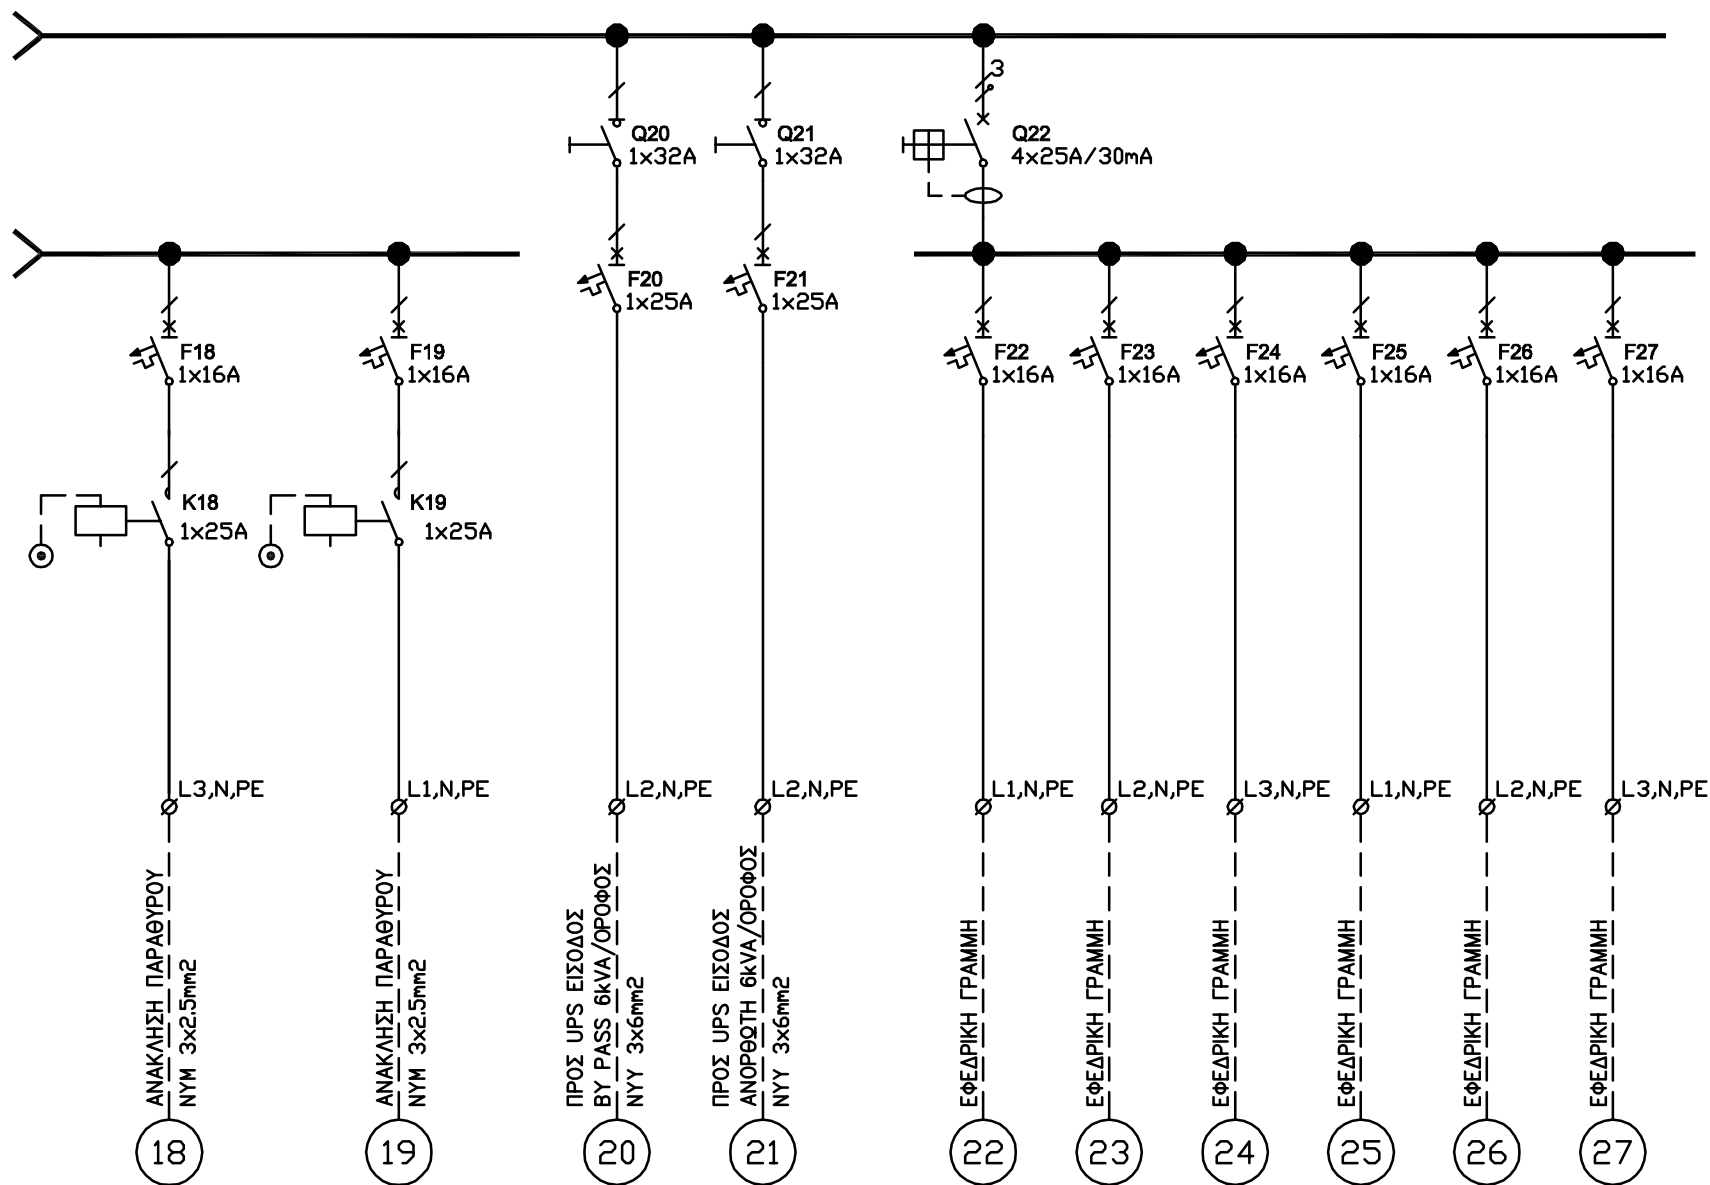 3
Q20
1x32A
Q21
1x32A
Q22
4x25A/30mA
F20
1x25A
F21
1x25A
F18
1x16A
F19
1x16A
F22
1x16A
F23
1x16A
F24
1x16A
F25
1x16A
F26
1x16A
F27
1x16A
K18
1x25A
K19
1x25A
L3,N,PE
L1,N,PE
L2,N,PE
L2,N,PE
L1,N,PE
L2,N,PE
L3,N,PE
L1,N,PE
L2,N,PE
L3,N,PE
ΑΝΑΚΛΗΣΗ ΠΑΡΑΘΥΡΟΥ
NYM 3x2.5mm2
ΑΝΑΚΛΗΣΗ ΠΑΡΑΘΥΡΟΥ
NYM 3x2.5mm2
ΠΡΟΣ UPS ΕΙΣΟΔΟΣ
BY PASS 6kVA/ΟΡΟΦΟΣ
NYY 3x6mm2
ΠΡΟΣ UPS ΕΙΣΟΔΟΣ
ΑΝΟΡΘΩΤΗ 6kVA/ΟΡΟΦΟΣ
NYY 3x6mm2
ΕΦΕΔΡΙΚΗ ΓΡΑΜΜΗ
ΕΦΕΔΡΙΚΗ ΓΡΑΜΜΗ
ΕΦΕΔΡΙΚΗ ΓΡΑΜΜΗ
ΕΦΕΔΡΙΚΗ ΓΡΑΜΜΗ
ΕΦΕΔΡΙΚΗ ΓΡΑΜΜΗ
ΕΦΕΔΡΙΚΗ ΓΡΑΜΜΗ
18
19
20
21
22
23
24
25
26
27